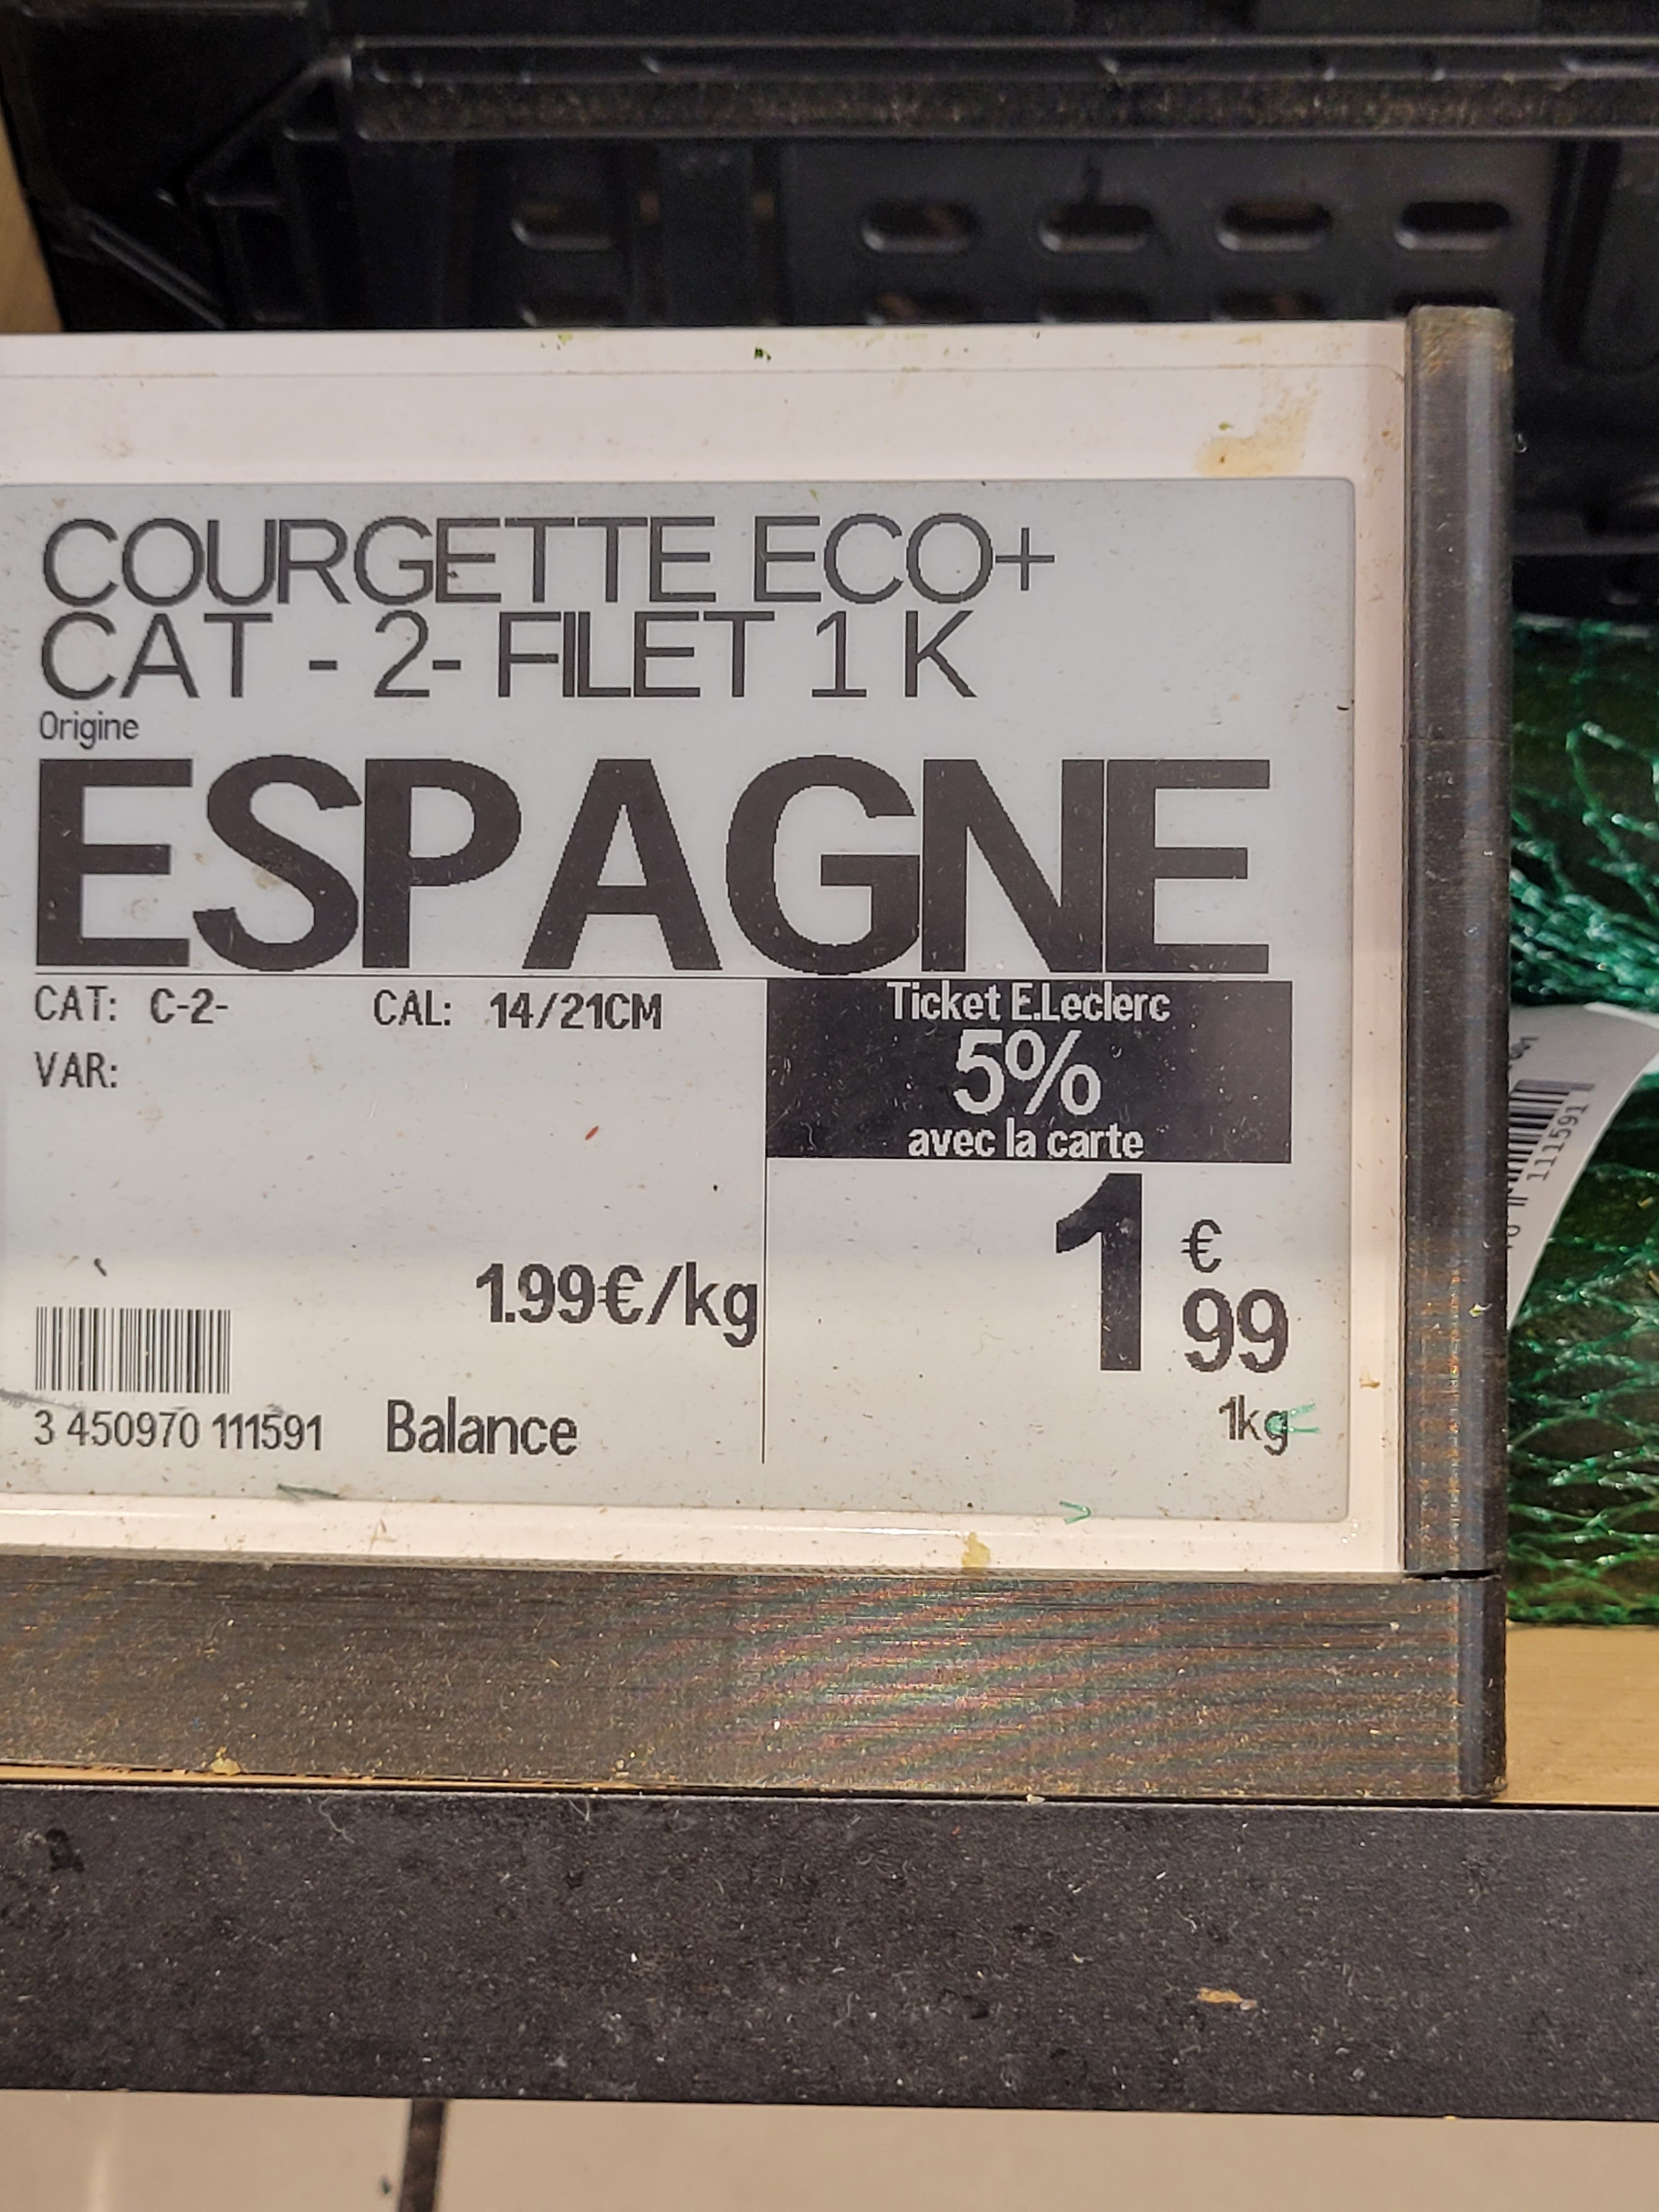 COURGETTE ECO+
CAT - 2- FILET 1 K
Origine
ESPAGNE
CAT: C-2- CAL: 14/21CM
VAR:
Ticket E.Leclerc
5%
avec la carte
1.99€/kg
1 €
99
1kg
3 450970 111591
Balance
111591